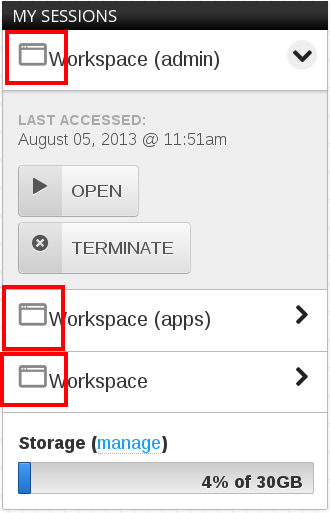 MY SESSIONS
Workspace (admin)
LAST ACCESSED:
August 05, 2013 @ 11:51am
OPEN
TERMINATE
Workspace (apps)
Workspace
Storage (manage)
4% of 30GB